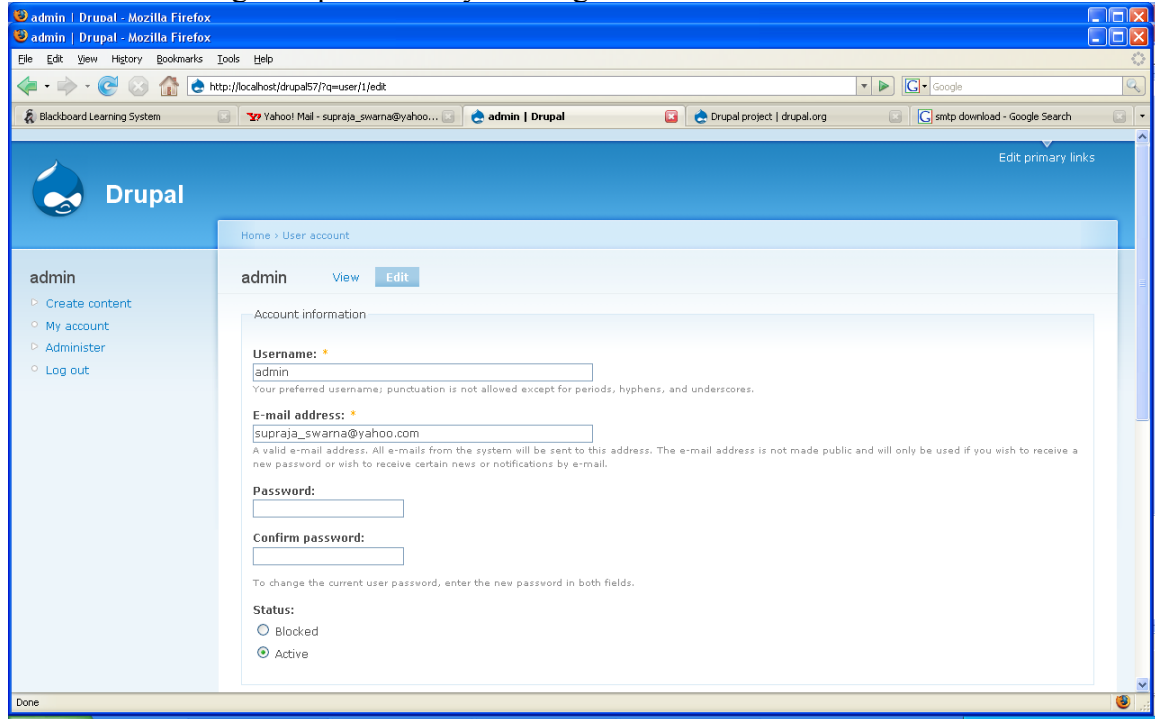 admin | Drupal - Mozilla Firefox
admin | Drupal - Mozilla Firefox
File Edit View History Bookmarks Tools Help
http://localhost/drupal57/?q=user/1/edit
Google
Blackboard Learning System
Yahoo! Mail - supraja_swarna@yahoo...
admin | Drupal
Drupal project | drupal.org
smtp download - Google Search
Edit primary links
Drupal
Home › User account
admin
Create content
My account
Administer
Log out
admin View Edit
Account information
Username: *
admin
Your preferred username; punctuation is not allowed except for periods, hyphens, and underscores.
E-mail address: *
supraja_swarna@yahoo.com
A valid e-mail address. All e-mails from the system will be sent to this address. The e-mail address is not made public and will only be used if you wish to receive a
new password or wish to receive certain news or notifications by e-mail.
Password:
Confirm password:
To change the current user password, enter the new password in both fields.
Status:
Blocked
Active
Done